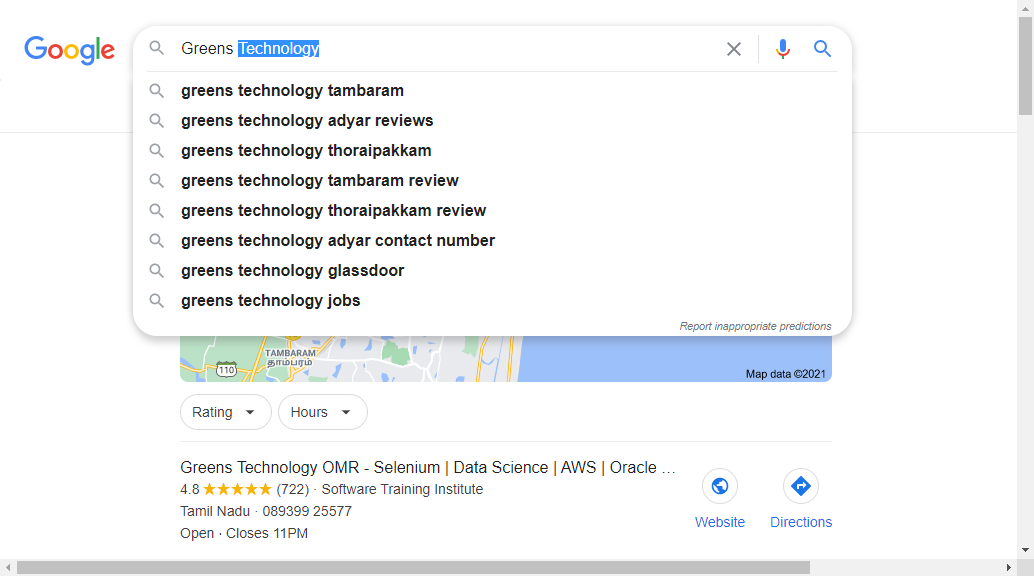 Google
Greens Technology
greens technology tambaram
greens technology adyar reviews
greens technology thoraipakkam
greens technology tambaram review
greens technology thoraipakkam review
greens technology adyar contact number
greens technology glassdoor
greens technology jobs
Report inappropriate predictions
TAMBARAM
தாம்பரம்
110
Map data ©2021
Rating
Hours
Greens Technology OMR - Selenium | Data Science | AWS | Oracle ...
4.8 (722) · Software Training Institute
Tamil Nadu · 089399 25577
Open · Closes 11PM
Website
Directions